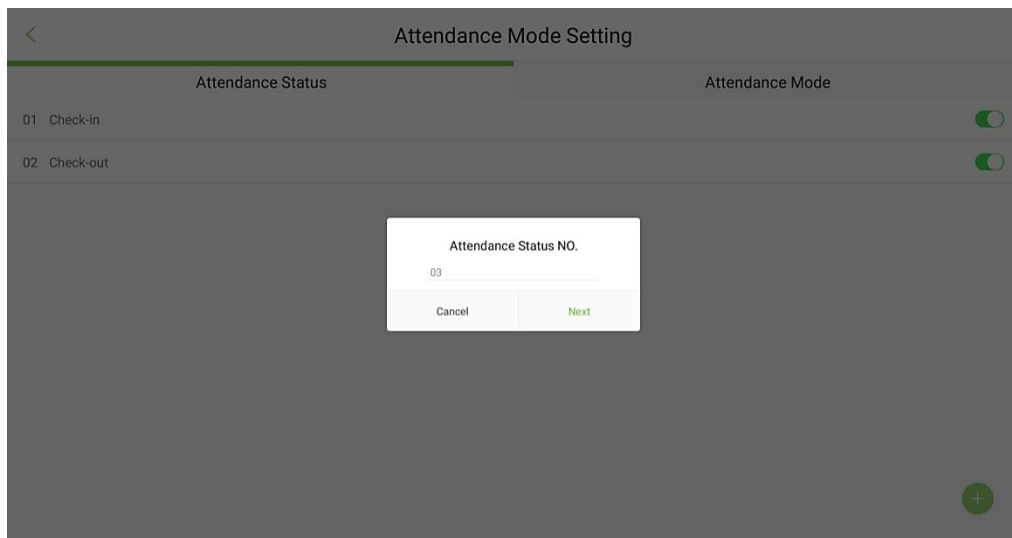 Attendance Mode Setting
Attendance Status
Attendance Mode
01 Check-in
02 Check-out
Attendance Status NO.
03
Cancel
Next